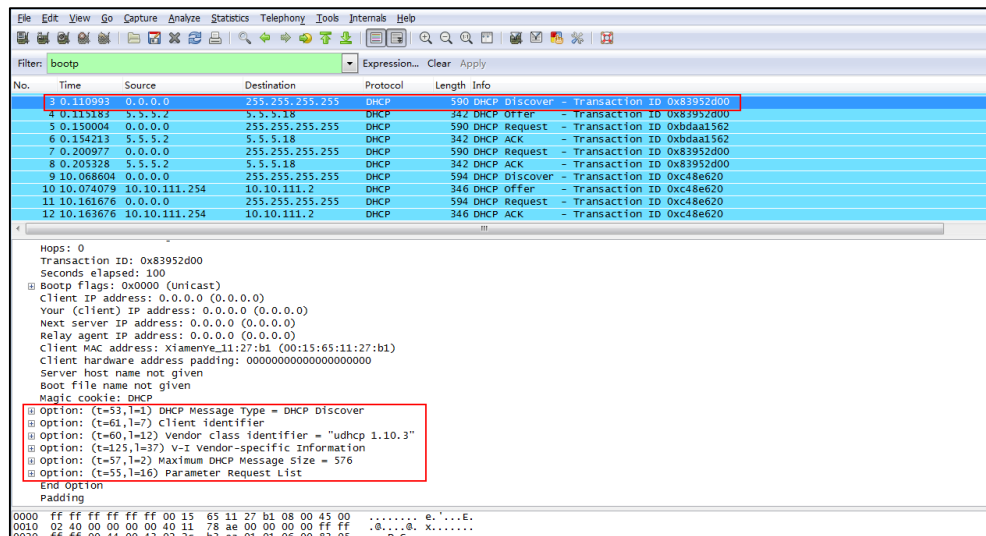 File Edit View Go Capture Analyze Statistics Telephony Tools Internals Help
Filter: bootp Expression... Clear Apply
No. Time Source Destination Protocol Length Info
3 0.110993 0.0.0.0 255.255.255.255 DHCP 590 DHCP Discover - Transaction ID 0x83952d00
4 0.115183 5.5.5.2 5.5.5.18 DHCP 342 DHCP Offer - Transaction ID 0x83952d00
5 0.150004 0.0.0.0 255.255.255.255 DHCP 590 DHCP Request - Transaction ID 0xbdaa1562
6 0.154213 5.5.5.2 5.5.5.18 DHCP 342 DHCP ACK - Transaction ID 0xbdaa1562
7 0.200977 0.0.0.0 255.255.255.255 DHCP 590 DHCP Request - Transaction ID 0x83952d00
8 0.205328 5.5.5.2 5.5.5.18 DHCP 342 DHCP ACK - Transaction ID 0x83952d00
9 10.068604 0.0.0.0 255.255.255.255 DHCP 594 DHCP Discover - Transaction ID 0xc48e620
10 10.074079 10.10.111.254 10.10.111.2 DHCP 346 DHCP Offer - Transaction ID 0xc48e620
11 10.161676 0.0.0.0 255.255.255.255 DHCP 594 DHCP Request - Transaction ID 0xc48e620
12 10.163676 10.10.111.254 10.10.111.2 DHCP 346 DHCP ACK - Transaction ID 0xc48e620
Hops: 0
Transaction ID: 0x83952d00
Seconds elapsed: 100
Bootp flags: 0x0000 (Unicast)
Client IP address: 0.0.0.0 (0.0.0.0)
Your (client) IP address: 0.0.0.0 (0.0.0.0)
Next server IP address: 0.0.0.0 (0.0.0.0)
Relay agent IP address: 0.0.0.0 (0.0.0.0)
Client MAC address: XiamenYe_11:27:b1 (00:15:65:11:27:b1)
Client hardware address padding: 00000000000000000000
Server host name not given
Boot file name not given
Magic cookie: DHCP
Option: (t=53,l=1) DHCP Message Type = DHCP Discover
Option: (t=61,l=7) Client identifier
Option: (t=60,l=12) Vendor class identifier = "udhcp 1.10.3"
Option: (t=125,l=37) V-I Vendor-specific Information
Option: (t=57,l=2) Maximum DHCP Message Size = 576
Option: (t=55,l=16) Parameter Request List
End Option
Padding
0000 ff ff ff ff ff ff 00 15 65 11 27 b1 08 00 45 00 ........ e.'...E.
0010 02 40 00 00 00 00 40 11 78 ae 00 00 00 00 ff ff .@....@. x.......